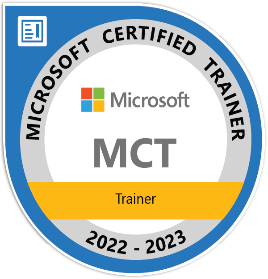 MICROSOFT CERTIFIED TRAINER
Microsoft
MCT
Trainer
2022 - 2023